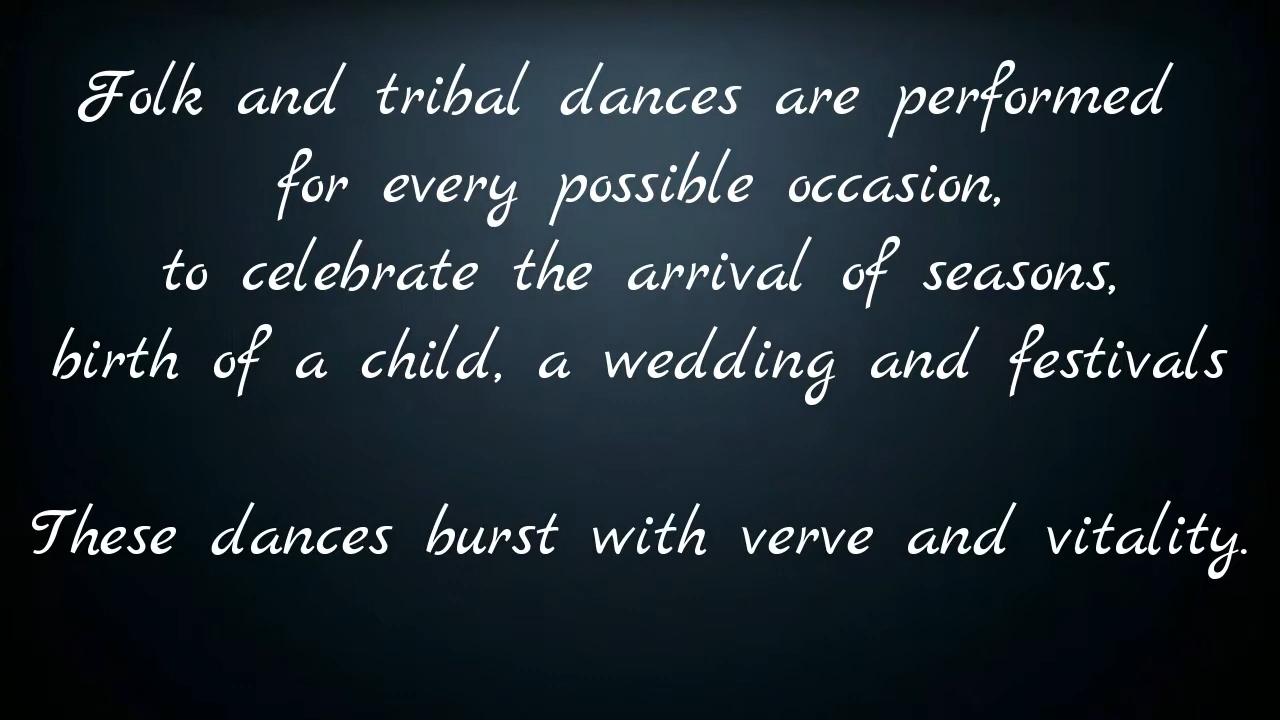 Folk and tribal dances are performed
for every possible occasion,
to celebrate the arrival of seasons,
birth of a child, a wedding and festivals
These dances burst with verve and vitality.